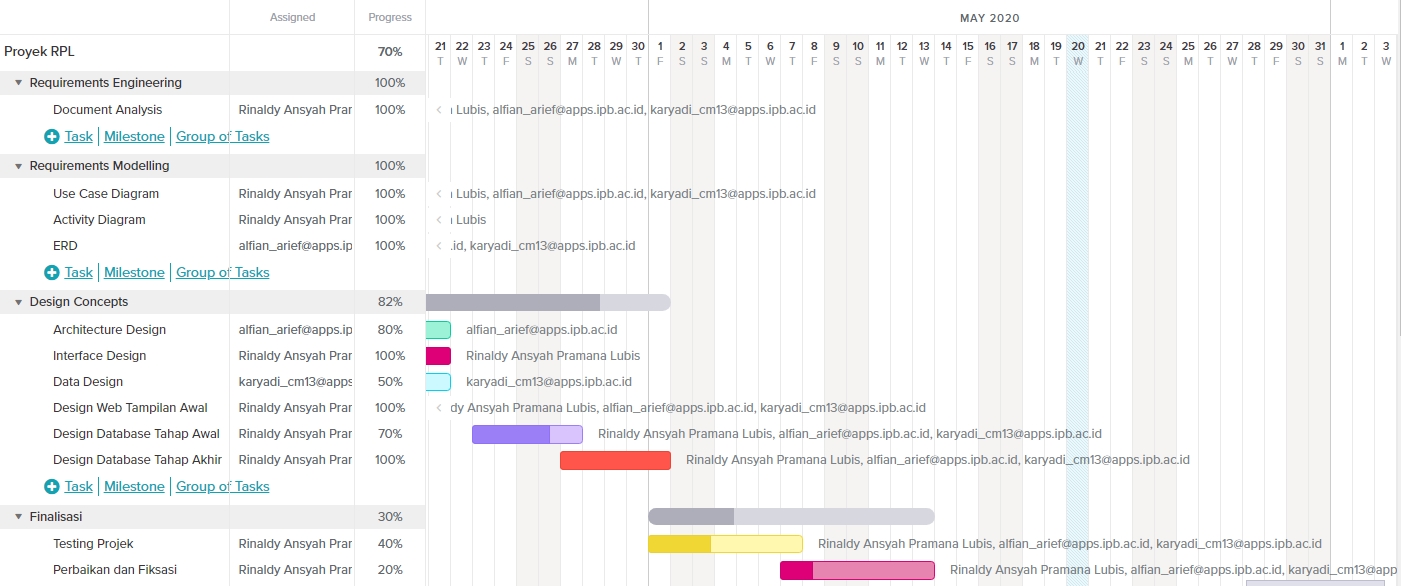 Assigned Progress MAY 2020
Proyek RPL 70% 21 22 23 24 25 26 27 28 29 30 1 2 3 4 5 6 7 8 9 10 11 12 13 14 15 16 17 18 19 20 21 22 23 24 25 26 27 28 29 30 31 1 2 3
T W T F S S M T W T F S S M T W T F S S M T W T F S S M T W T F S S M T W T F S S M T W
Requirements Engineering 100%
Document Analysis Rinaldy Ansyah Prar 100% Lubis, alfian_arief@apps.ipb.ac.id, karyadi_cm13@apps.ipb.ac.id
Task Milestone Group of Tasks
Requirements Modelling 100%
Use Case Diagram Rinaldy Ansyah Prar 100% Lubis, alfian_arief@apps.ipb.ac.id, karyadi_cm13@apps.ipb.ac.id
Activity Diagram Rinaldy Ansyah Prar 100% Lubis
ERD alfian_arief@apps.ip 100% .id, karyadi_cm13@apps.ipb.ac.id
Task Milestone Group of Tasks
Design Concepts 82%
Architecture Design alfian_arief@apps.ip 80% alfian_arief@apps.ipb.ac.id
Interface Design Rinaldy Ansyah Prar 100% Rinaldy Ansyah Pramana Lubis
Data Design karyadi_cm13@apps 50% karyadi_cm13@apps.ipb.ac.id
Design Web Tampilan Awal Rinaldy Ansyah Prar 100% dy Ansyah Pramana Lubis, alfian_arief@apps.ipb.ac.id, karyadi_cm13@apps.ipb.ac.id
Design Database Tahap Awal Rinaldy Ansyah Prar 70% Rinaldy Ansyah Pramana Lubis, alfian_arief@apps.ipb.ac.id, karyadi_cm13@apps.ipb.ac.id
Design Database Tahap Akhir Rinaldy Ansyah Prar 100% Rinaldy Ansyah Pramana Lubis, alfian_arief@apps.ipb.ac.id, karyadi_cm13@apps.ipb.ac.id
Task Milestone Group of Tasks
Finalisasi 30%
Testing Projek Rinaldy Ansyah Prar 40% Rinaldy Ansyah Pramana Lubis, alfian_arief@apps.ipb.ac.id, karyadi_cm13@apps.ipb.ac.id
Perbaikan dan Fiksasi Rinaldy Ansyah Prar 20% Rinaldy Ansyah Pramana Lubis, alfian_arief@apps.ipb.ac.id, karyadi_cm13@app